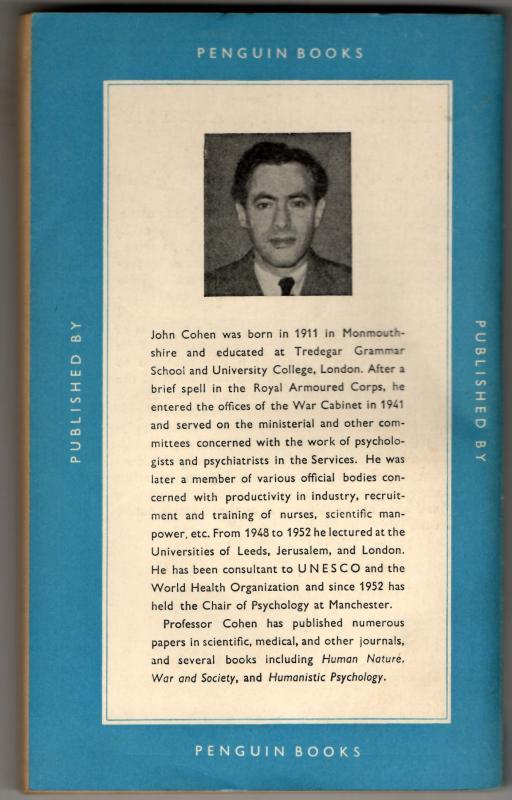 PENGUIN BOOKS
PUBLISHED BY
John Cohen was born in 1911 in Monmouth-
shire and educated at Tredegar Grammar
School and University College, London. After a
brief spell in the Royal Armoured Corps, he
entered the offices of the War Cabinet in 1941
and served on the ministerial and other com-
mittees concerned with the work of psycholo-
gists and psychiatrists in the Services. He was
later a member of various official bodies con-
cerned with productivity in industry, recruit-
ment and training of nurses, scientific man-
power, etc. From 1948 to 1952 he lectured at the
Universities of Leeds, Jerusalem, and London.
He has been consultant to UNESCO and the
World Health Organization and since 1952 has
held the Chair of Psychology at Manchester.
Professor Cohen has published numerous
papers in scientific, medical, and other journals,
and several books including Human Nature,
War and Society, and Humanistic Psychology.
PUBLISHED BY
PENGUIN BOOKS